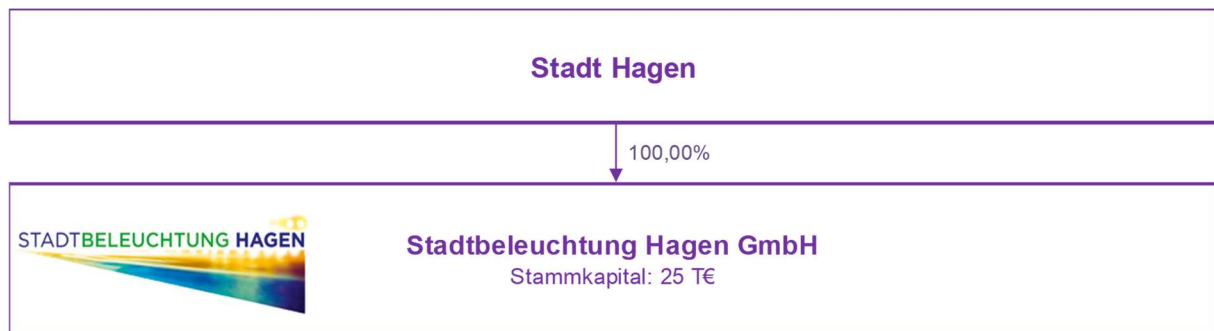 Stadt Hagen
100,00%
STADTBELEUCHTUNG HAGEN
Stadtbeleuchtung Hagen GmbH
Stammkapital: 25 T€